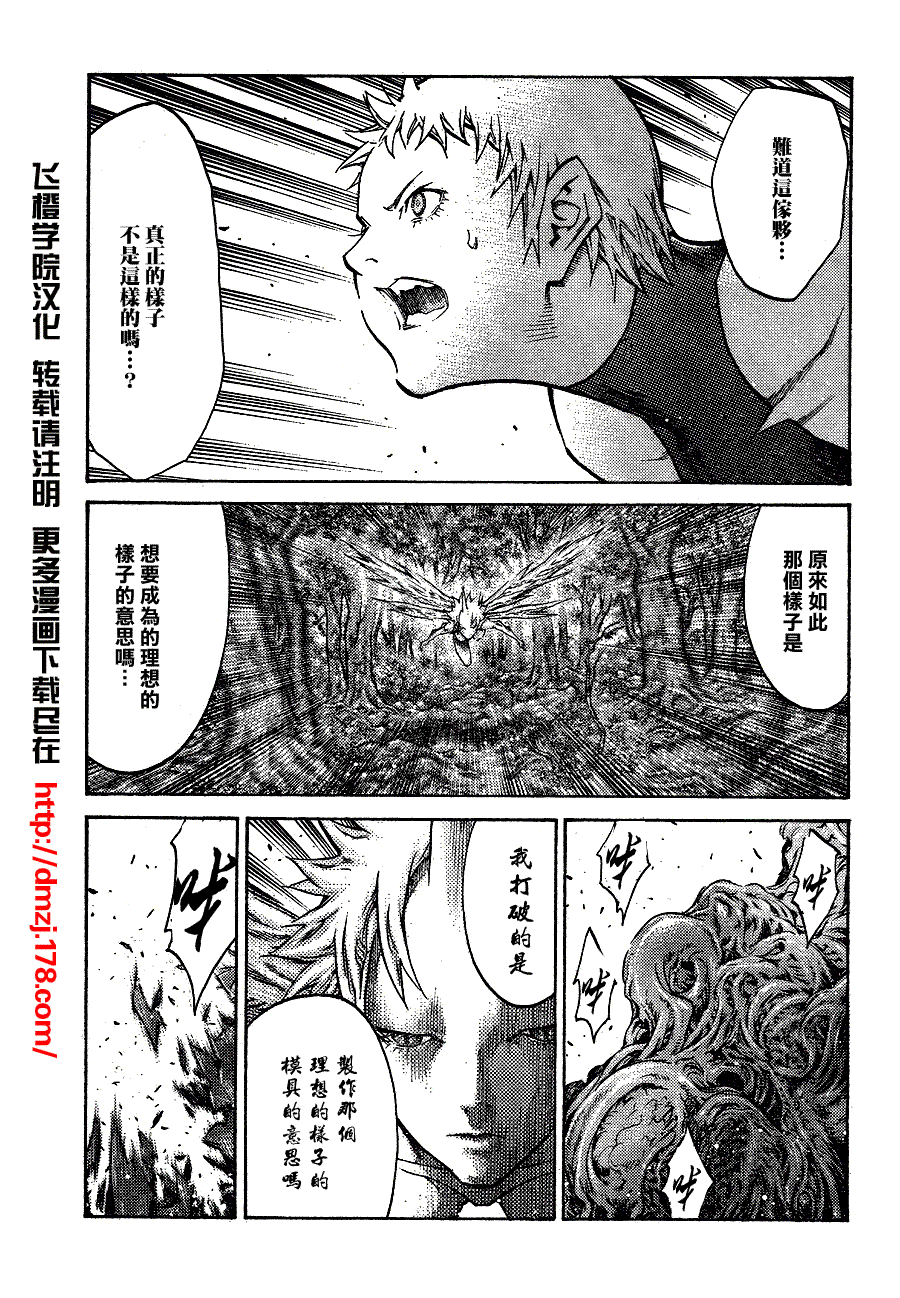 難道這傢夥…
真正的樣子
不是這樣的嗎…?
原來如此
那個樣子是
想要成為的理想的
樣子的意思嗎…
咔
咔
咔
我打破的是
製作那個
理想的樣子的
模具的意思嗎
咔
飞橙学院汉化 转载请注明 更多漫画下载尽在 http://dmzj.178.com/